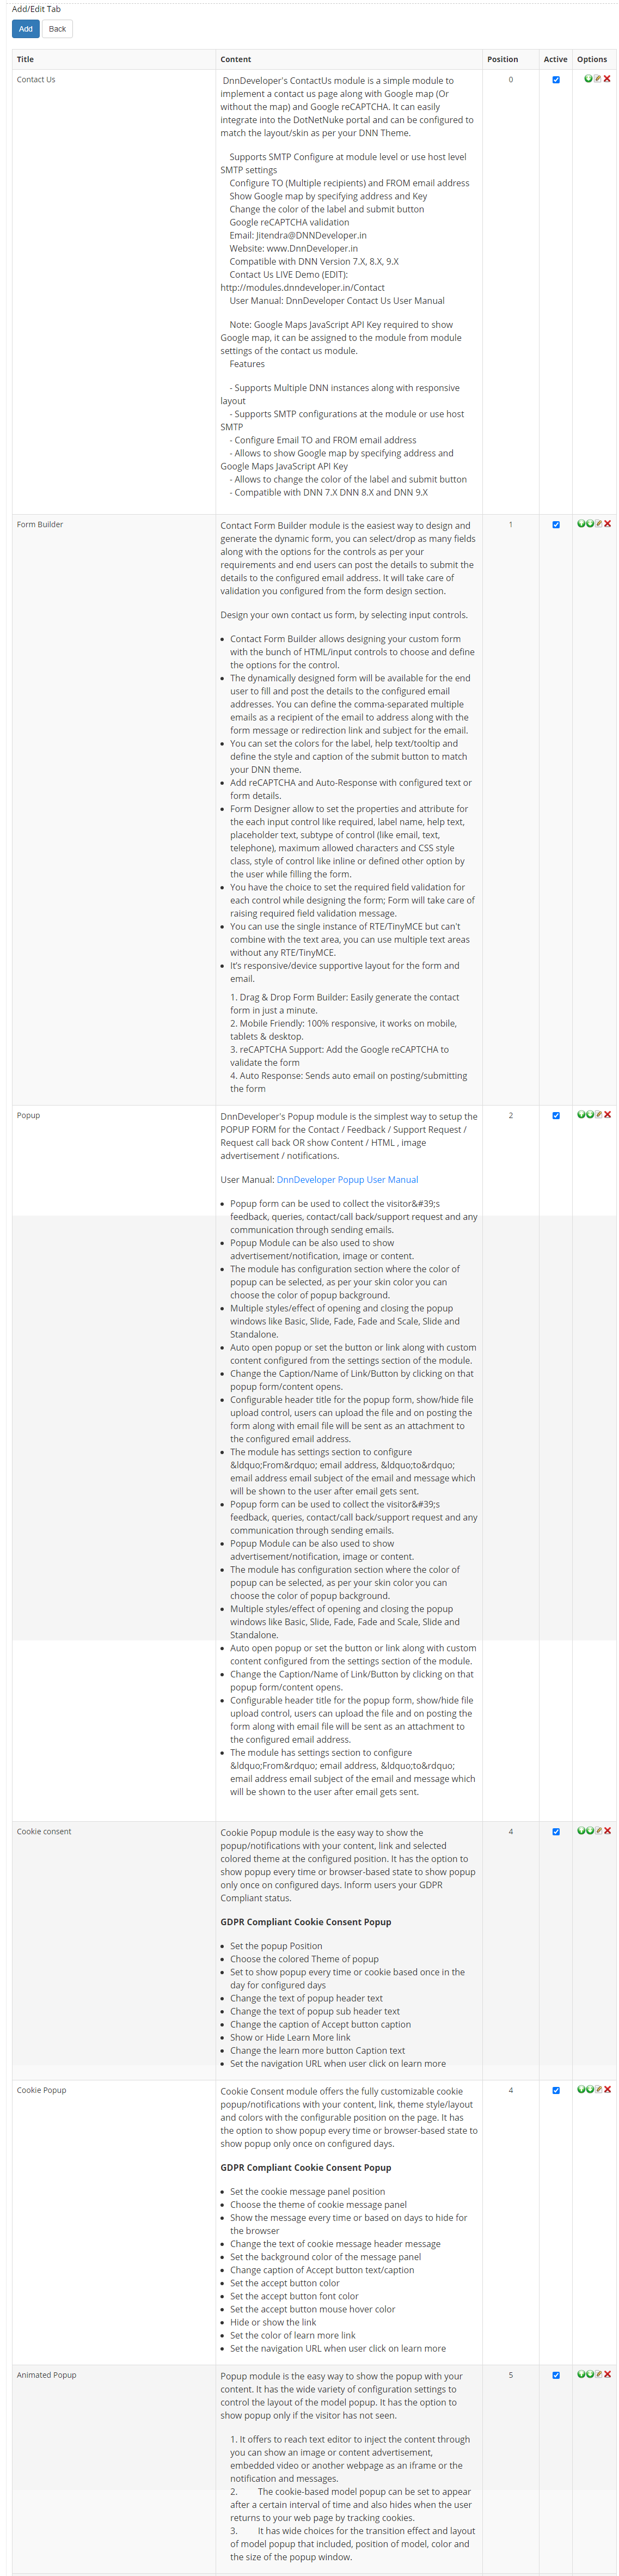 Add/Edit Tab
Add Back
Title Content Position Active Options
Contact Us
DnnDeveloper's ContactUs module is a simple module to
implement a contact us page along with Google map (Or
without the map) and Google reCAPTCHA. It can easily
integrate into the DotNetNuke portal and can be configured to
match the layout/skin as per your DNN Theme.
0
Supports SMTP Configure at module level or use host level
SMTP settings
Configure TO (Multiple recipients) and FROM email address
Show Google map by specifying address and Key
Change the color of the label and submit button
Google reCAPTCHA validation
Email: Jitendra@DNNDeveloper.in
Website: www.DnnDeveloper.in
Compatible with DNN Version 7.X, 8.X, 9.X
Contact Us LIVE Demo (EDIT):
http://modules.dnndeveloper.in/Contact
User Manual: DnnDeveloper Contact Us User Manual
Note: Google Maps JavaScript API Key required to show
Google map, it can be assigned to the module from module
settings of the contact us module.
Features
- Supports Multiple DNN instances along with responsive
layout
- Supports SMTP configurations at the module or use host
SMTP
- Configure Email TO and FROM email address
- Allows to show Google map by specifying address and
Google Maps JavaScript API Key
- Allows to change the color of the label and submit button
- Compatible with DNN 7.X DNN 8.X and DNN 9.X
Form Builder
Contact Form Builder module is the easiest way to design and
generate the dynamic form, you can select/drop as many fields
along with the options for the controls as per your
requirements and end users can post the details to submit the
details to the configured email address. It will take care of
validation you configured from the form design section.
1
Design your own contact us form, by selecting input controls.
• Contact Form Builder allows designing your custom form
with the bunch of HTML/input controls to choose and define
the options for the control.
• The dynamically designed form will be available for the end
user to fill and post the details to the configured email
addresses. You can define the comma-separated multiple
emails as a recipient of the email to address along with the
form message or redirection link and subject for the email.
• You can set the colors for the label, help text/tooltip and
define the style and caption of the submit button to match
your DNN theme.
• Add reCAPTCHA and Auto-Response with configured text or
form details.
• Form Designer allow to set the properties and attribute for
the each input control like required, label name, help text,
placeholder text, subtype of control (like email, text,
telephone), maximum allowed characters and CSS style
class, style of control like inline or defined other option by
the user while filling the form.
• You have the choice to set the required field validation for
each control while designing the form; Form will take care of
raising required field validation message.
• You can use the single instance of RTE/TinyMCE but can't
combine with the text area, you can use multiple text areas
without any RTE/TinyMCE.
• It's responsive/device supportive layout for the form and
email.
1. Drag & Drop Form Builder: Easily generate the contact
form in just a minute.
2. Mobile Friendly: 100% responsive, it works on mobile,
tablets & desktop.
3. reCAPTCHA Support: Add the Google reCAPTCHA to
validate the form
4. Auto Response: Sends auto email on posting/submitting
the form
Popup
DnnDeveloper's Popup module is the simplest way to setup the
POPUP FORM for the Contact / Feedback / Support Request /
Request call back OR show Content / HTML , image
advertisement / notifications.
2
User Manual: DnnDeveloper Popup User Manual
• Popup form can be used to collect the visitor&#39;s
feedback, queries, contact/call back/support request and any
communication through sending emails.
• Popup Module can be also used to show
advertisement/notification, image or content.
• The module has configuration section where the color of
popup can be selected, as per your skin color you can
choose the color of popup background.
• Multiple styles/effect of opening and closing the popup
windows like Basic, Slide, Fade, Fade and Scale, Slide and
Standalone.
• Auto open popup or set the button or link along with custom
content configured from the settings section of the module.
• Change the Caption/Name of Link/Button by clicking on that
popup form/content opens.
• Configurable header title for the popup form, show/hide file
upload control, users can upload the file and on posting the
form along with email file will be sent as an attachment to
the configured email address.
• The module has settings section to configure
&ldquo;From&rdquo; email address, &ldquo;to&rdquo;
email address email subject of the email and message which
will be shown to the user after email gets sent.
• Popup form can be used to collect the visitor&#39;s
feedback, queries, contact/call back/support request and any
communication through sending emails.
• Popup Module can be also used to show
advertisement/notification, image or content.
• The module has configuration section where the color of
popup can be selected, as per your skin color you can
choose the color of popup background.
• Multiple styles/effect of opening and closing the popup
windows like Basic, Slide, Fade, Fade and Scale, Slide and
Standalone.
• Auto open popup or set the button or link along with custom
content configured from the settings section of the module.
• Change the Caption/Name of Link/Button by clicking on that
popup form/content opens.
• Configurable header title for the popup form, show/hide file
upload control, users can upload the file and on posting the
form along with email file will be sent as an attachment to
the configured email address.
• The module has settings section to configure
&ldquo;From&rdquo; email address, &ldquo;to&rdquo;
email address email subject of the email and message which
will be shown to the user after email gets sent.
Cookie consent
Cookie Popup module is the easy way to show the
popup/notifications with your content, link and selected
colored theme at the configured position. It has the option to
show popup every time or browser-based state to show popup
only once on configured days. Inform users your GDPR
Compliant status.
4
GDPR Compliant Cookie Consent Popup
• Set the popup Position
• Choose the colored Theme of popup
• Set to show popup every time or cookie based once in the
day for configured days
• Change the text of popup header text
• Change the text of popup sub header text
• Change the caption of Accept button caption
• Show or Hide Learn More link
• Change the learn more button Caption text
• Set the navigation URL when user click on learn more
Cookie Popup
Cookie Consent module offers the fully customizable cookie
popup/notifications with your content, link, theme style/layout
and colors with the configurable position on the page. It has
the option to show popup every time or browser-based state to
show popup only once on configured days.
4
GDPR Compliant Cookie Consent Popup
• Set the cookie message panel position
• Choose the theme of cookie message panel
• Show the message every time or based on days to hide for
the browser
• Change the text of cookie message header message
• Set the background color of the message panel
• Change caption of Accept button text/caption
• Set the accept button color
• Set the accept button font color
• Set the accept button mouse hover color
• Hide or show the link
• Set the color of learn more link
• Set the navigation URL when user click on learn more
Animated Popup
Popup module is the easy way to show the popup with your
content. It has the wide variety of configuration settings to
control the layout of the model popup. It has the option to
show popup only if the visitor has not seen.
5
1. It offers to reach text editor to inject the content through
you can show an image or content advertisement,
embedded video or another webpage as an iframe or the
notification and messages.
2. The cookie-based model popup can be set to appear
after a certain interval of time and also hides when the user
returns to your web page by tracking cookies.
3. It has wide choices for the transition effect and layout
of model popup that included, position of model, color and
the size of the popup window.